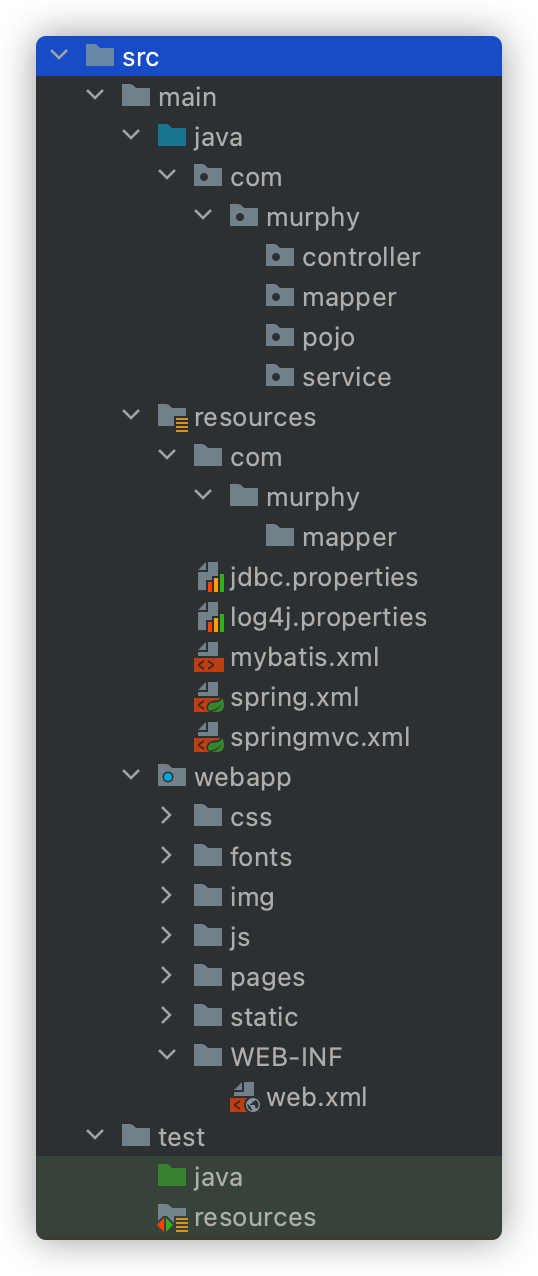 src
main
java
com
murphy
controller
mapper
pojo
service
resources
com
murphy
mapper
jdbc.properties
log4j.properties
mybatis.xml
spring.xml
springmvc.xml
webapp
css
fonts
img
js
pages
static
WEB-INF
web.xml
test
java
resources